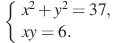 x² + y² = 37,
xy = 6.